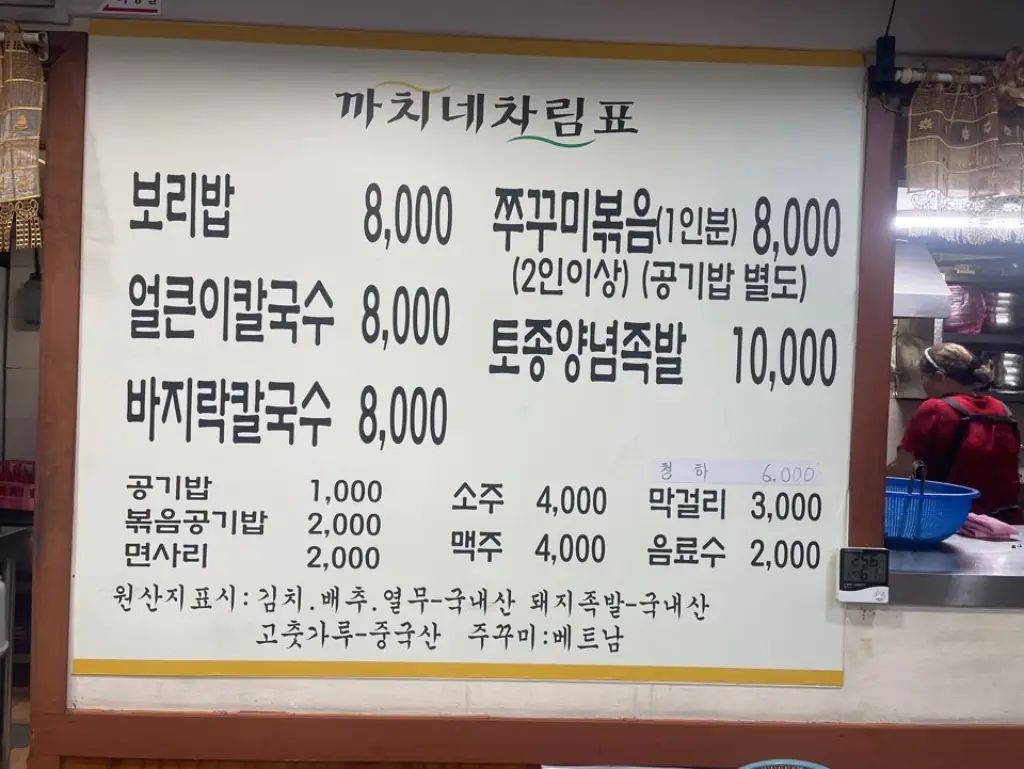 까치네차림표
보리밥 8,000
얼큰이칼국수 8,000
바지락칼국수 8,000
쭈꾸미볶음(1인분) 8,000
(2인이상) (공기밥 별도)
토종양념족발 10,000
공기밥 1,000
볶음공기밥 2,000
면사리 2,000
소주 4,000
맥주 4,000
청 하 6.000
막걸리 3,000
음료수 2,000
원산지표시: 김치.배추.열무-국내산 돼지족발-국내산
고춧가루-중국산 주꾸미:베트남